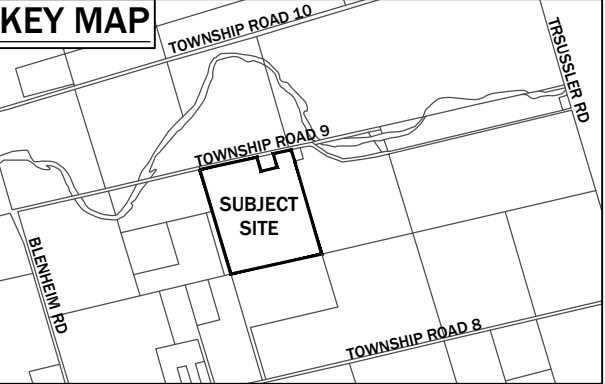 KEY MAP
TOWNSHIP ROAD 10
TRSUSSLER RD
TOWNSHIP ROAD 9
SUBJECT
SITE
BLENHEIM RD
TOWNSHIP ROAD 8